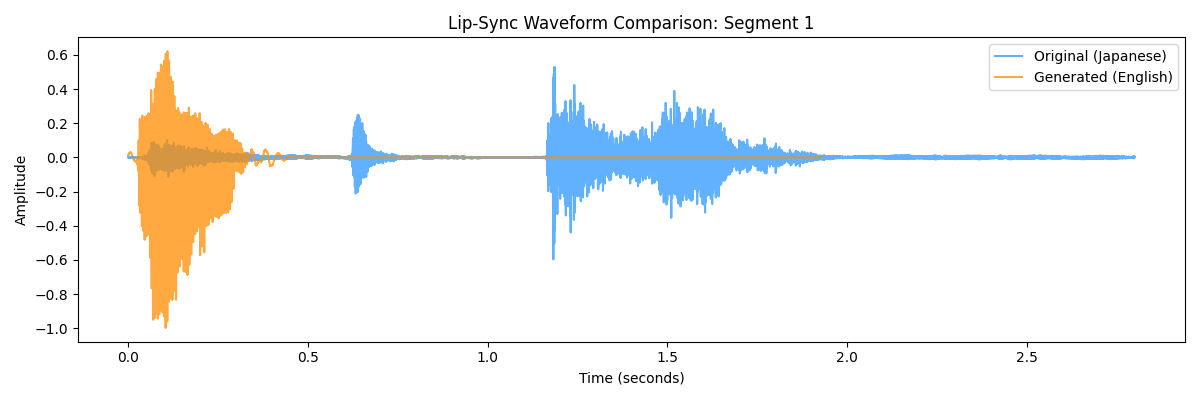 Lip-Sync Waveform Comparison: Segment 1
Original (Japanese)
Generated (English)
Amplitude
0.6
0.4
0.2
0.0
−0.2
−0.4
−0.6
−0.8
−1.0
0.0 0.5 1.0 1.5 2.0 2.5
Time (seconds)